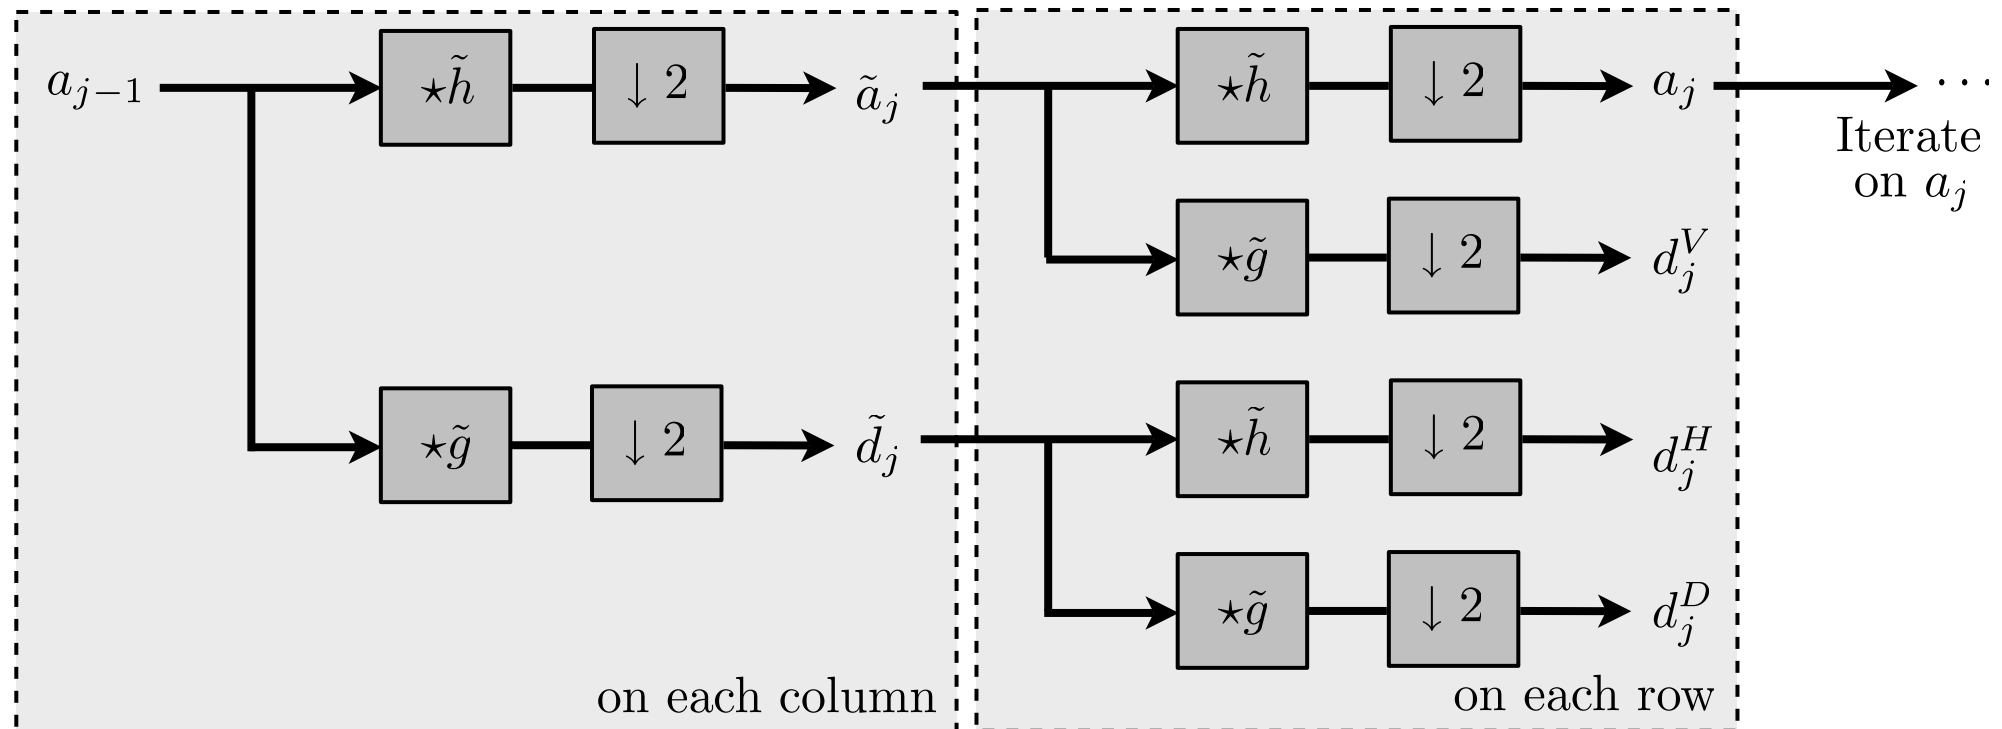 a_{j-1} ⋆h̃ ↓ 2 ã_j ⋆h̃ ↓ 2 a_j ···
Iterate
on a_j
⋆g̃ ↓ 2 d_j^V
⋆g̃ ↓ 2 d̃_j ⋆h̃ ↓ 2 d_j^H
⋆g̃ ↓ 2 d_j^D
on each column on each row